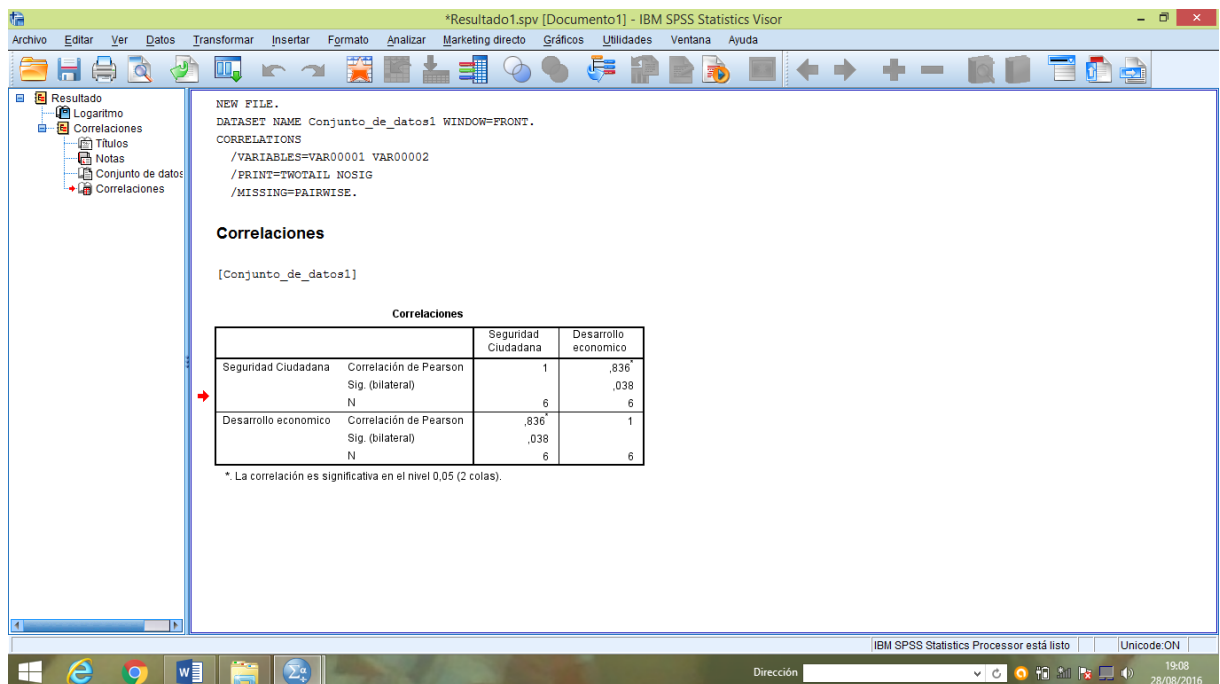 *Resultado1.spv [Documento1] - IBM SPSS Statistics Visor
Archivo Editar Ver Datos Transformar Insertar Formato Analizar Marketing directo Gráficos Utilidades Ventana Ayuda
Resultado
Logaritmo
Correlaciones
Títulos
Notas
Conjunto de datos
Correlaciones
NEW FILE.
DATASET NAME Conjunto_de_datos1 WINDOW=FRONT.
CORRELATIONS
/VARIABLES=VAR00001 VAR00002
/PRINT=TWOTAIL NOSIG
/MISSING=PAIRWISE.
Correlaciones
[Conjunto_de_datos1]
Correlaciones
Seguridad Ciudadana Desarrollo economico
Seguridad Ciudadana Correlación de Pearson 1 ,836*
Sig. (bilateral) ,038
N 6 6
Desarrollo economico Correlación de Pearson ,836* 1
Sig. (bilateral) ,038
N 6 6
*. La correlación es significativa en el nivel 0,05 (2 colas).
IBM SPSS Statistics Processor está listo Unicode:ON
Dirección
19:08
28/08/2016